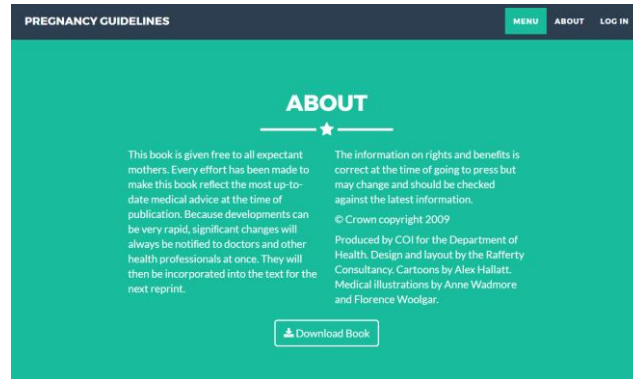 PREGNANCY GUIDELINES
MENU
ABOUT
LOG IN
ABOUT
This book is given free to all expectant
mothers. Every effort has been made to
make this book reflect the most up-to-
date medical advice at the time of
publication. Because developments can
be very rapid, significant changes will
always be notified to doctors and other
health professionals at once. They will
then be incorporated into the text for the
next reprint.
The information on rights and benefits is
correct at the time of going to press but
may change and should be checked
against the latest information.
© Crown copyright 2009
Produced by COI for the Department of
Health. Design and layout by the Rafferty
Consultancy. Cartoons by Alex Hallatt.
Medical illustrations by Anne Wadmore
and Florence Woolgar.
Download Book